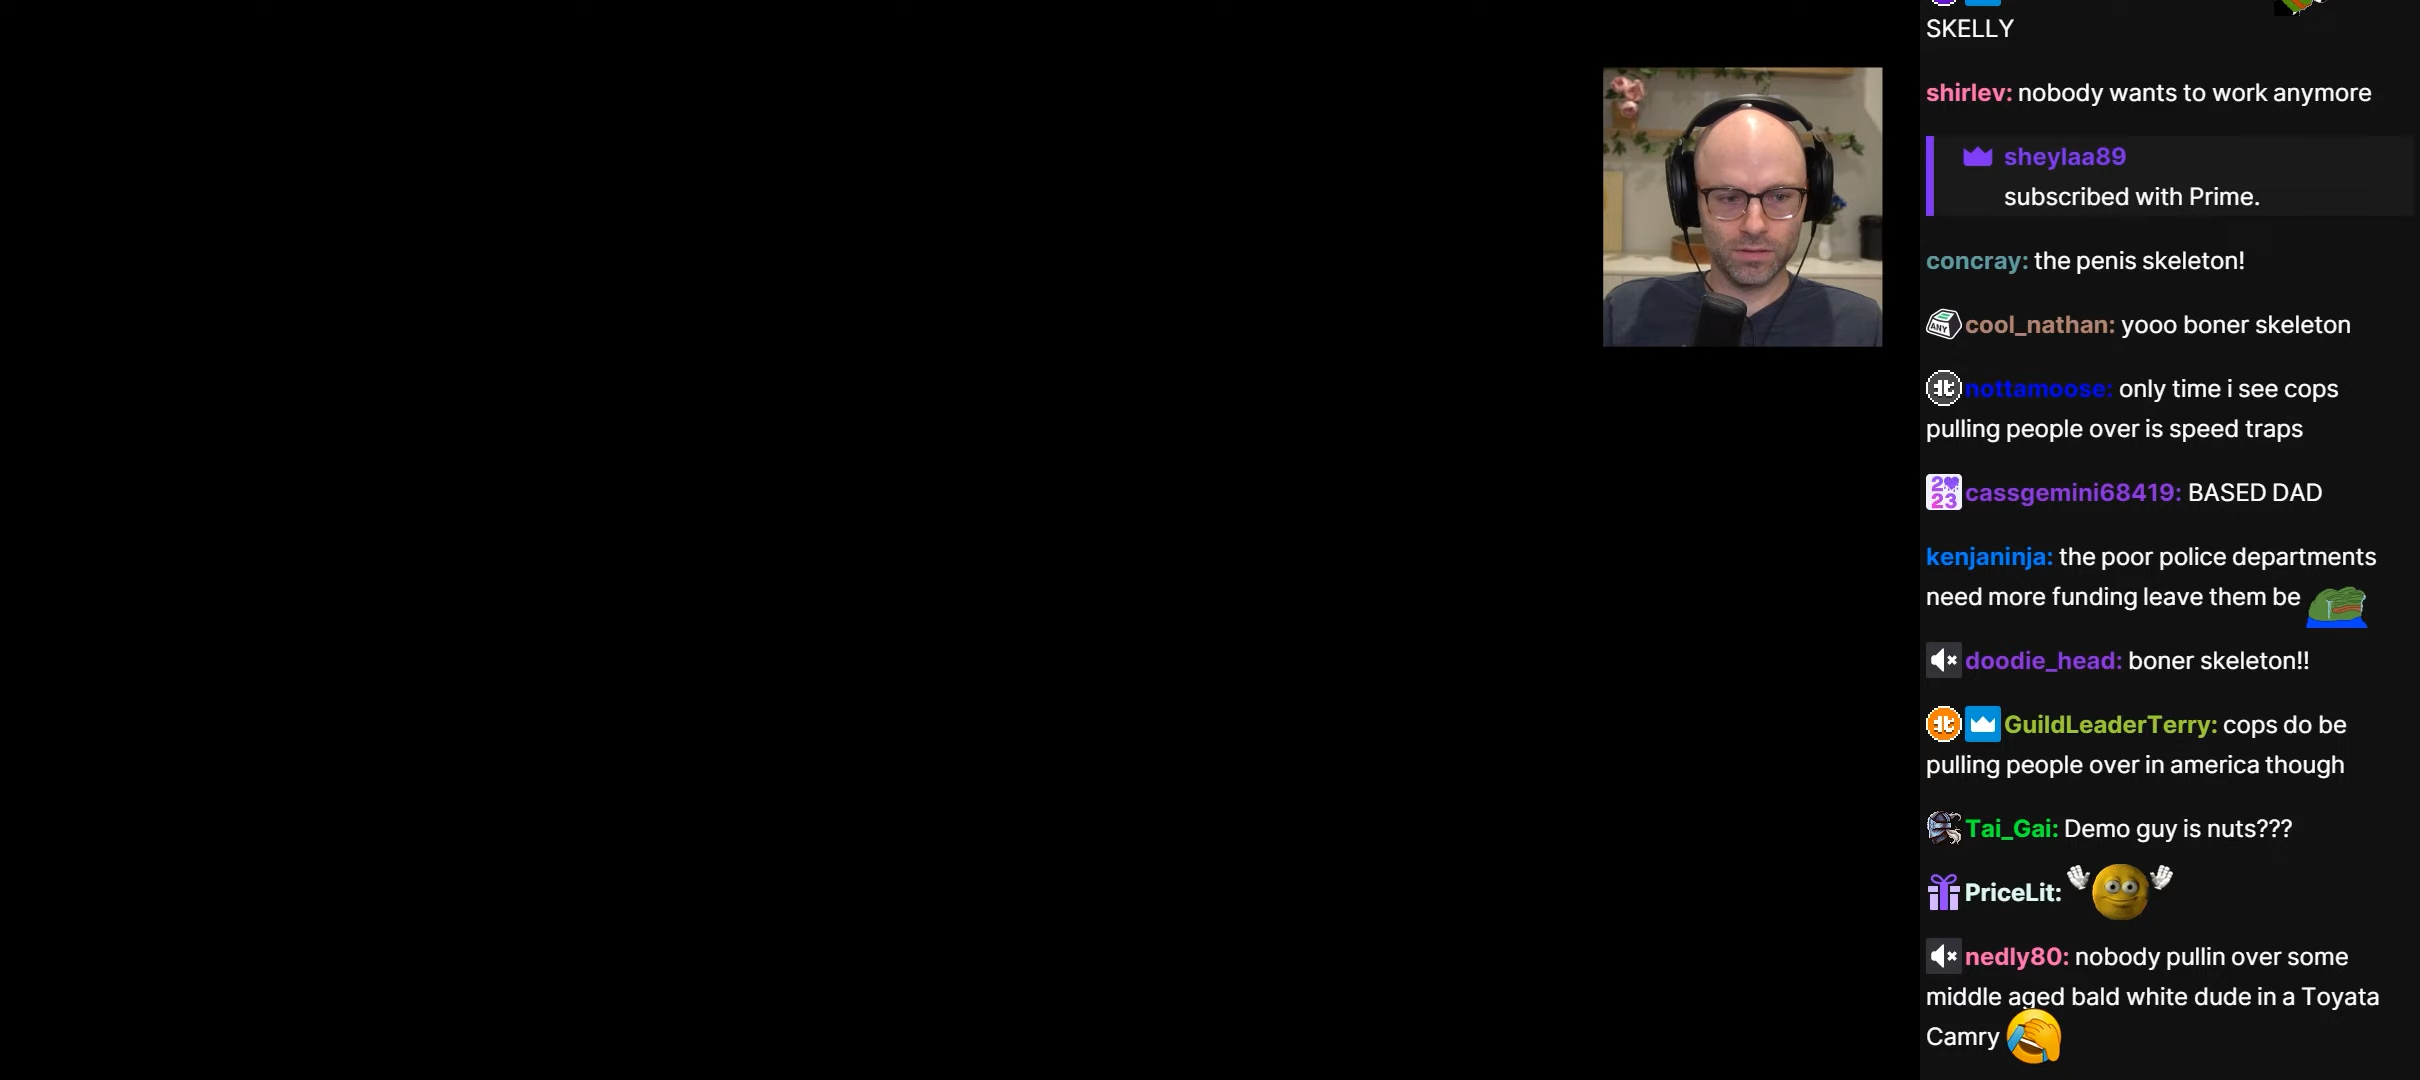 SKELLY
shirlev: nobody wants to work anymore
sheylaa89
subscribed with Prime.
concray: the penis skeleton!
ANY cool_nathan: yooo boner skeleton
nottamoose: only time i see cops
pulling people over is speed traps
2 23 cassgemini68419: BASED DAD
kenjaninja: the poor police departments
need more funding leave them be
doodie_head: boner skeleton!!
GuildLeaderTerry: cops do be
pulling people over in america though
Tai_Gai: Demo guy is nuts???
PriceLit:
nedly80: nobody pullin over some
middle aged bald white dude in a Toyata
Camry